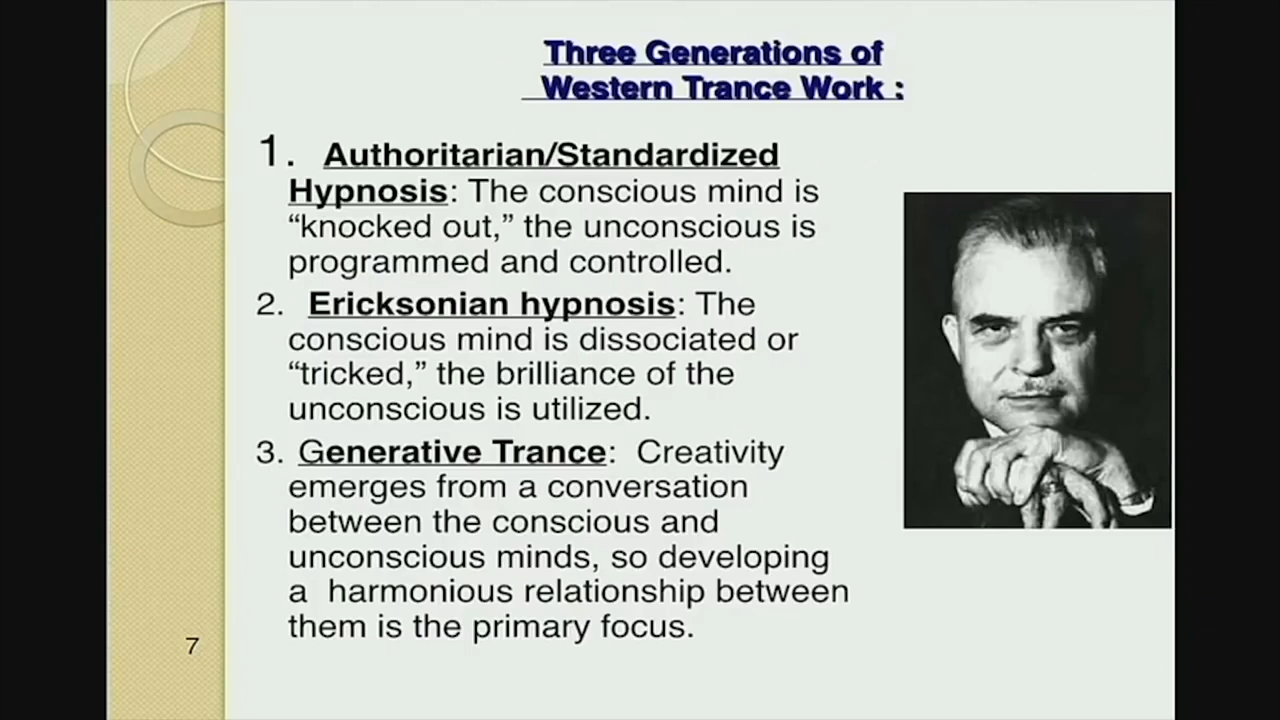 Three Generations of
Western Trance Work :
1. Authoritarian/Standardized
Hypnosis: The conscious mind is
“knocked out,” the unconscious is
programmed and controlled.
2. Ericksonian hypnosis: The
conscious mind is dissociated or
“tricked,” the brilliance of the
unconscious is utilized.
3. Generative Trance: Creativity
emerges from a conversation
between the conscious and
unconscious minds, so developing
a harmonious relationship between
them is the primary focus.
7